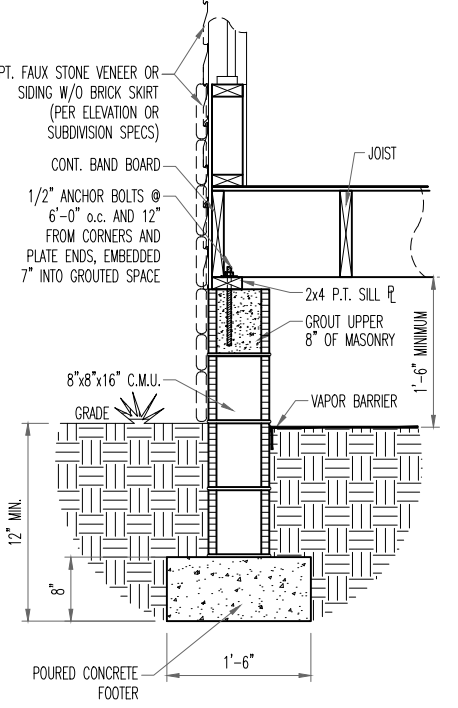 PT. FAUX STONE VENEER OR
SIDING W/O BRICK SKIRT
(PER ELEVATION OR
SUBDIVISION SPECS)
CONT. BAND BOARD
JOIST
1/2" ANCHOR BOLTS @
6'-0" o.c. AND 12"
FROM CORNERS AND
PLATE ENDS, EMBEDDED
7" INTO GROUTED SPACE
2x4 P.T. SILL PL
GROUT UPPER
8" OF MASONRY
1'-6" MINIMUM
8"x8"x16" C.M.U.
VAPOR BARRIER
GRADE
12" MIN.
8"
1'-6"
POURED CONCRETE
FOOTER